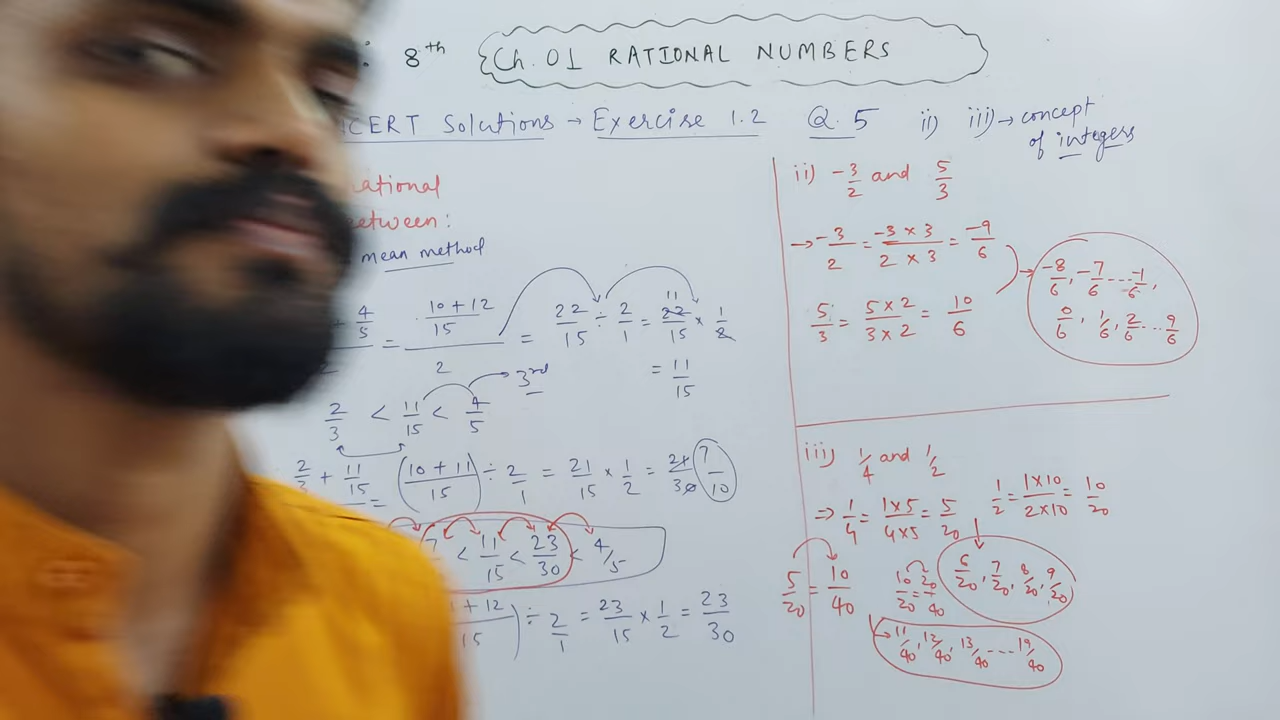 : 8th Ch. 01 RATIONAL NUMBERS
CERT Solutions → Exercise 1.2 Q.5 ii) iii) → concept
of integers
ational
etween:
mean method
+ 4/5 = (10 + 12)/15 / 2 = 22/15 ÷ 2/1 = 22/15 × 1/2
11
= 11/15
2/3 < 11/15 < 4/5 → 3rd
2/3 + 11/15 = (10 + 11)/15 ÷ 2/1 = 21/15 × 1/2 = 21/30 7/10
7 < 11/15 < 23/30 < 4/5
1 + 12)/15 ÷ 2/1 = 23/15 × 1/2 = 23/30
ii) -3/2 and 5/3
→ -3/2 = (-3 × 3)/(2 × 3) = -9/6
5/3 = (5 × 2)/(3 × 2) = 10/6
→ -8/6, -7/6 ... -1/6,
0/6, 1/6, 2/6 ... 9/6
iii) 1/4 and 1/2
⇒ 1/4 = (1×5)/(4×5) = 5/20
1/2 = (1×10)/(2×10) = 10/20
6/20, 7/20, 8/20, 9/20
5/20 = 10/40
10/20 = 20/40
→ 11/40, 12/40, 13/40 ---- 19/40